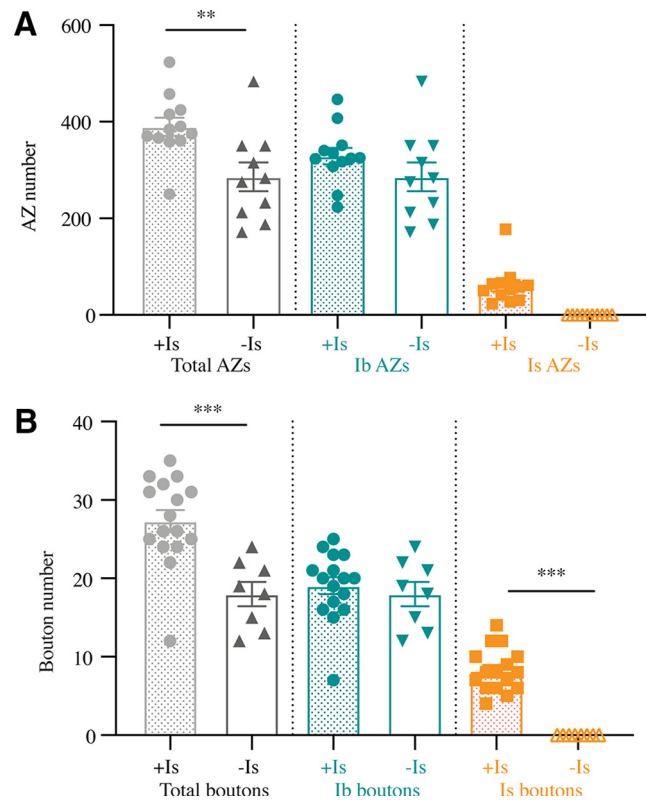 A
**
600
400
200
0
AZ number
+Is -Is +Is -Is +Is -Is
Total AZs Ib AZs Is AZs
B
***
***
40
30
20
10
0
Bouton number
+Is -Is +Is -Is +Is -Is
Total boutons Ib boutons Is boutons